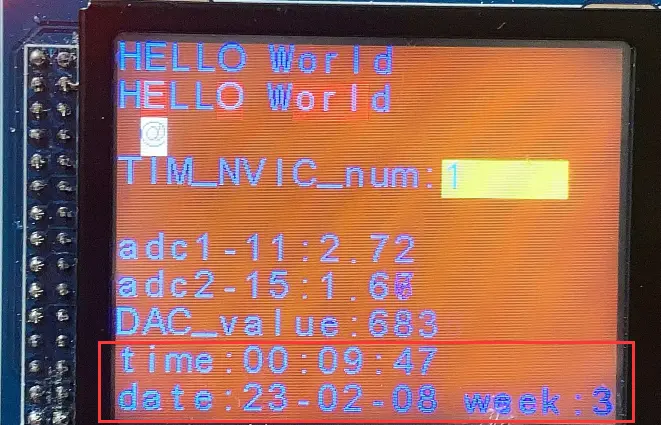 HELLO World
HELLO World
@
TIM_NVIC_num:1
adc1-11:2.72
adc2-15:1.6
DAC_value:683
time:00:09:47
date:23-02-08 week:3